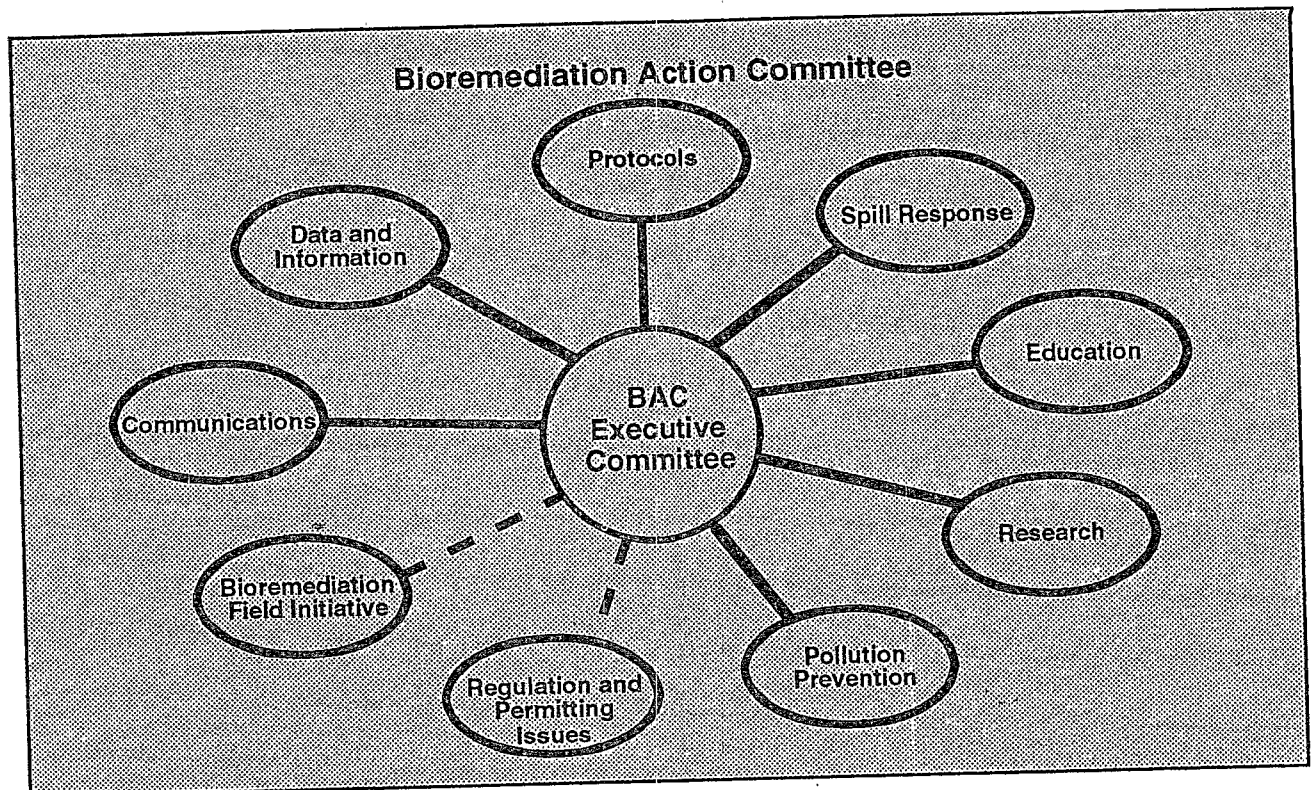 Bioremediation Action Committee
Protocols
Spill Response
Data and
Information
Education
Communications
BAC
Executive
Committee
Research
Bioremediation
Field Initiative
Regulation and
Permitting
Issues
Pollution
Prevention